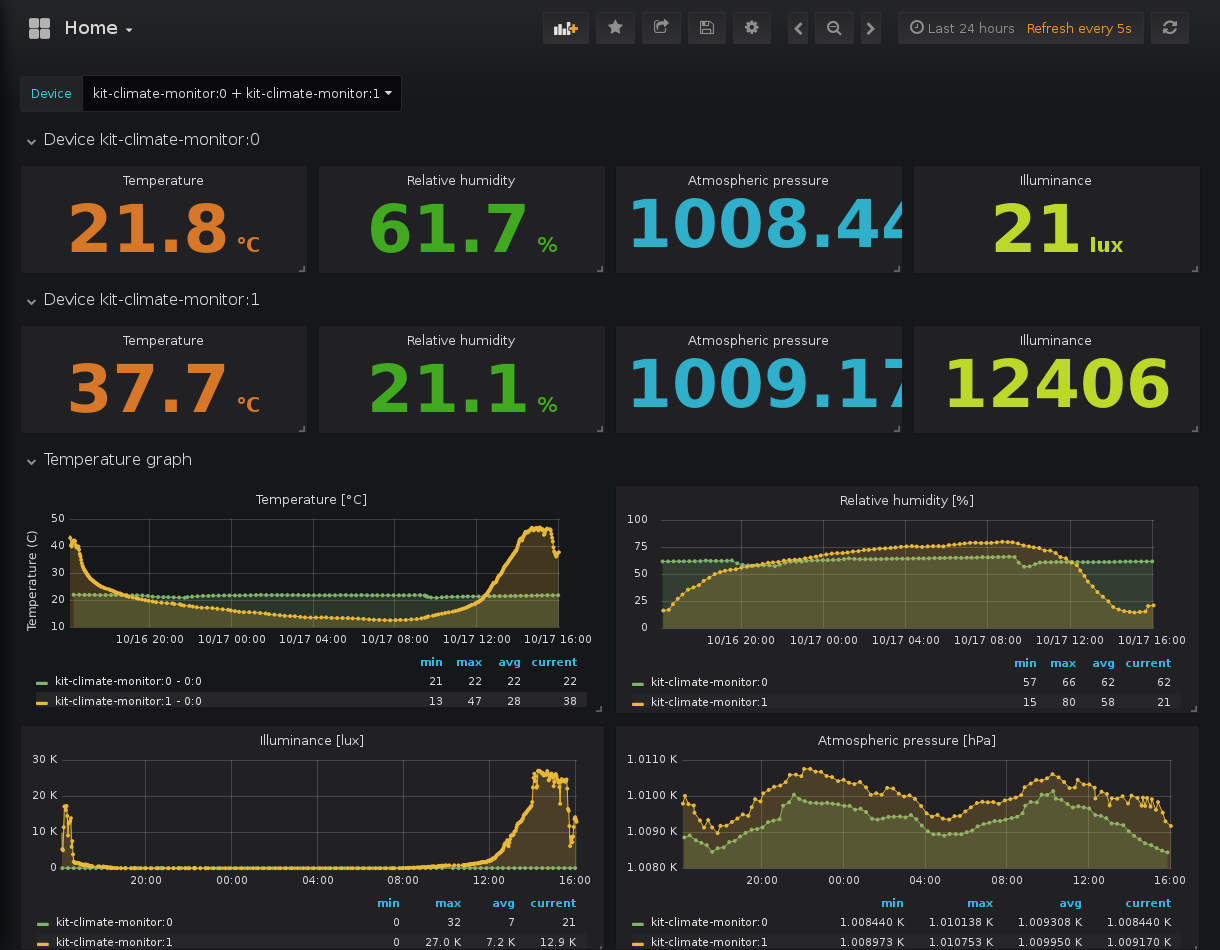 Home
Last 24 hours Refresh every 5s
Device kit-climate-monitor:0 + kit-climate-monitor:1
Device kit-climate-monitor:0
Temperature Relative humidity Atmospheric pressure Illuminance
21.8 °C 61.7 % 1008.44 21 lux
Device kit-climate-monitor:1
Temperature Relative humidity Atmospheric pressure Illuminance
37.7 °C 21.1 % 1009.17 12406
Temperature graph
Temperature [°C]
Temperature (C)
50
40
30
20
10
10/16 20:00 10/17 00:00 10/17 04:00 10/17 08:00 10/17 12:00 10/17 16:00
min max avg current
kit-climate-monitor:0 - 0:0 21 22 22 22
kit-climate-monitor:1 - 0:0 13 47 28 38
Relative humidity [%]
100
75
50
25
0
10/16 20:00 10/17 00:00 10/17 04:00 10/17 08:00 10/17 12:00 10/17 16:00
min max avg current
kit-climate-monitor:0 57 66 62 62
kit-climate-monitor:1 15 80 58 21
Illuminance [lux]
30 K
20 K
10 K
0
20:00 00:00 04:00 08:00 12:00 16:00
min max avg current
kit-climate-monitor:0 0 32 7 21
kit-climate-monitor:1 0 27.0 K 7.2 K 12.9 K
Atmospheric pressure [hPa]
1.0110 K
1.0100 K
1.0090 K
1.0080 K
20:00 00:00 04:00 08:00 12:00 16:00
min max avg current
kit-climate-monitor:0 1.008440 K 1.010138 K 1.009308 K 1.008440 K
kit-climate-monitor:1 1.008973 K 1.010753 K 1.009950 K 1.009170 K